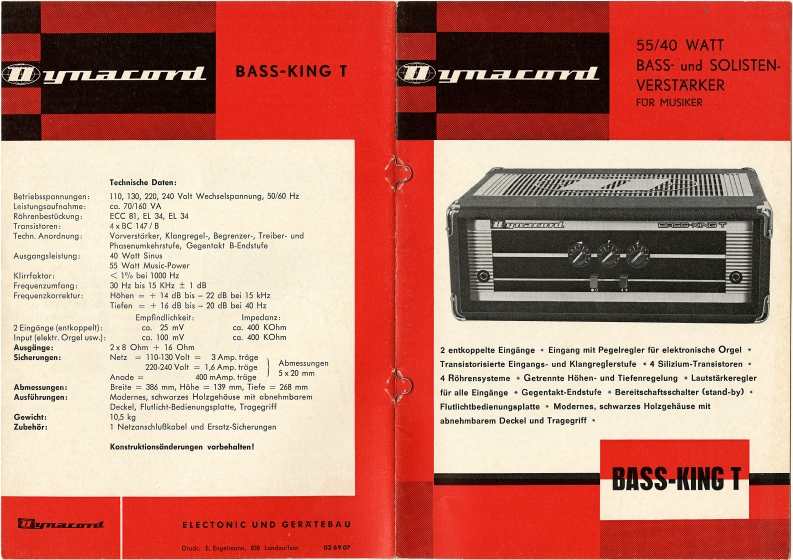 Dynacord
BASS-KING T
Technische Daten:
Betriebsspannungen: 110, 130, 220, 240 Volt Wechselspannung, 50/60 Hz
Leistungsaufnahme: ca. 70/160 VA
Röhrenbestückung: ECC 81, EL 34, EL 34
Transistoren: 4 x BC 147 / B
Techn. Anordnung: Vorverstärker, Klangregel-, Begrenzer-, Treiber- und
Phasenumkehrstufe, Gegentakt B-Endstufe
Ausgangsleistung: 40 Watt Sinus
55 Watt Music-Power
Klirrfaktor: < 1% bei 1000 Hz
Frequenzumfang: 30 Hz bis 15 KHz ± 1 dB
Frequenzkorrektur: Höhen = + 14 dB bis – 22 dB bei 15 kHz
Tiefen = + 16 dB bis – 20 dB bei 40 Hz
Empfindlichkeit: Impedanz:
2 Eingänge (entkoppelt): ca. 25 mV ca. 400 KOhm
Input (elektr. Orgel usw.): ca. 100 mV ca. 400 KOhm
Ausgänge: 2 x 8 Ohm + 16 Ohm
Sicherungen: Netz = 110-130 Volt = 3 Amp. träge
220-240 Volt = 1,6 Amp. träge
Anode = 400 mAmp. träge
Abmessungen
5 x 20 mm
Abmessungen: Breite = 386 mm, Höhe = 139 mm, Tiefe = 268 mm
Ausführungen: Modernes, schwarzes Holzgehäuse mit abnehmbarem
Deckel, Flutlicht-Bedienungsplatte, Tragegriff
Gewicht: 10,5 kg
Zubehör: 1 Netzanschlußkabel und Ersatz-Sicherungen
Konstruktionsänderungen vorbehalten!
Dynacord
ELECTONIC UND GERÄTEBAU
Druck: E. Engelmann, 838 Landau/Isar 02 69 07
Dynacord
55/40 WATT
BASS- und SOLISTEN-
VERSTÄRKER
FÜR MUSIKER
Dynacord
BASS-KING T
2 entkoppelte Eingänge * Eingang mit Pegelregler für elektronische Orgel *
Transistorisierte Eingangs- und Klangreglerstufe * 4 Silizium-Transistoren *
4 Röhrensysteme * Getrennte Höhen- und Tiefenregelung * Lautstärkeregler
für alle Eingänge * Gegentakt-Endstufe * Bereitschaftsschalter (stand-by) *
Flutlichtbedienungsplatte * Modernes, schwarzes Holzgehäuse mit
abnehmbarem Deckel und Tragegriff *
BASS-KING T